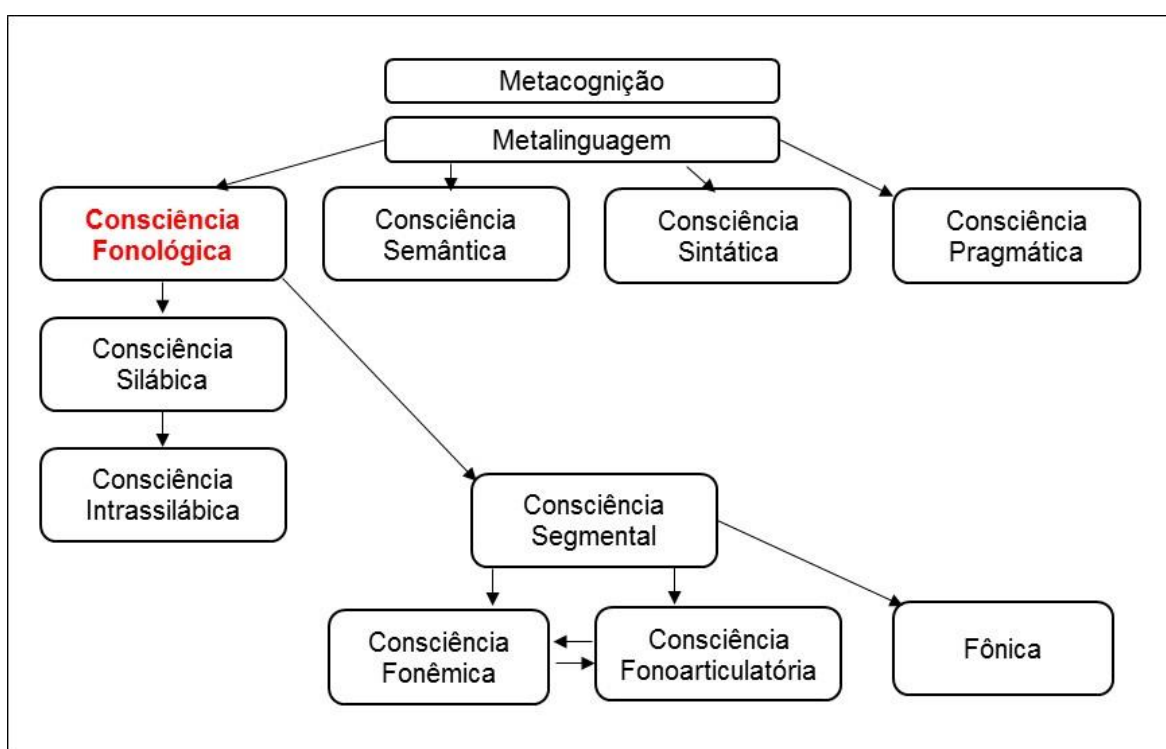 Metacognição
Metalinguagem
Consciência
Fonológica
Consciência
Semântica
Consciência
Sintática
Consciência
Pragmática
Consciência
Silábica
Consciência
Intrassilábica
Consciência
Segmental
Consciência
Fonêmica
Consciência
Fonoarticulatória
Fônica